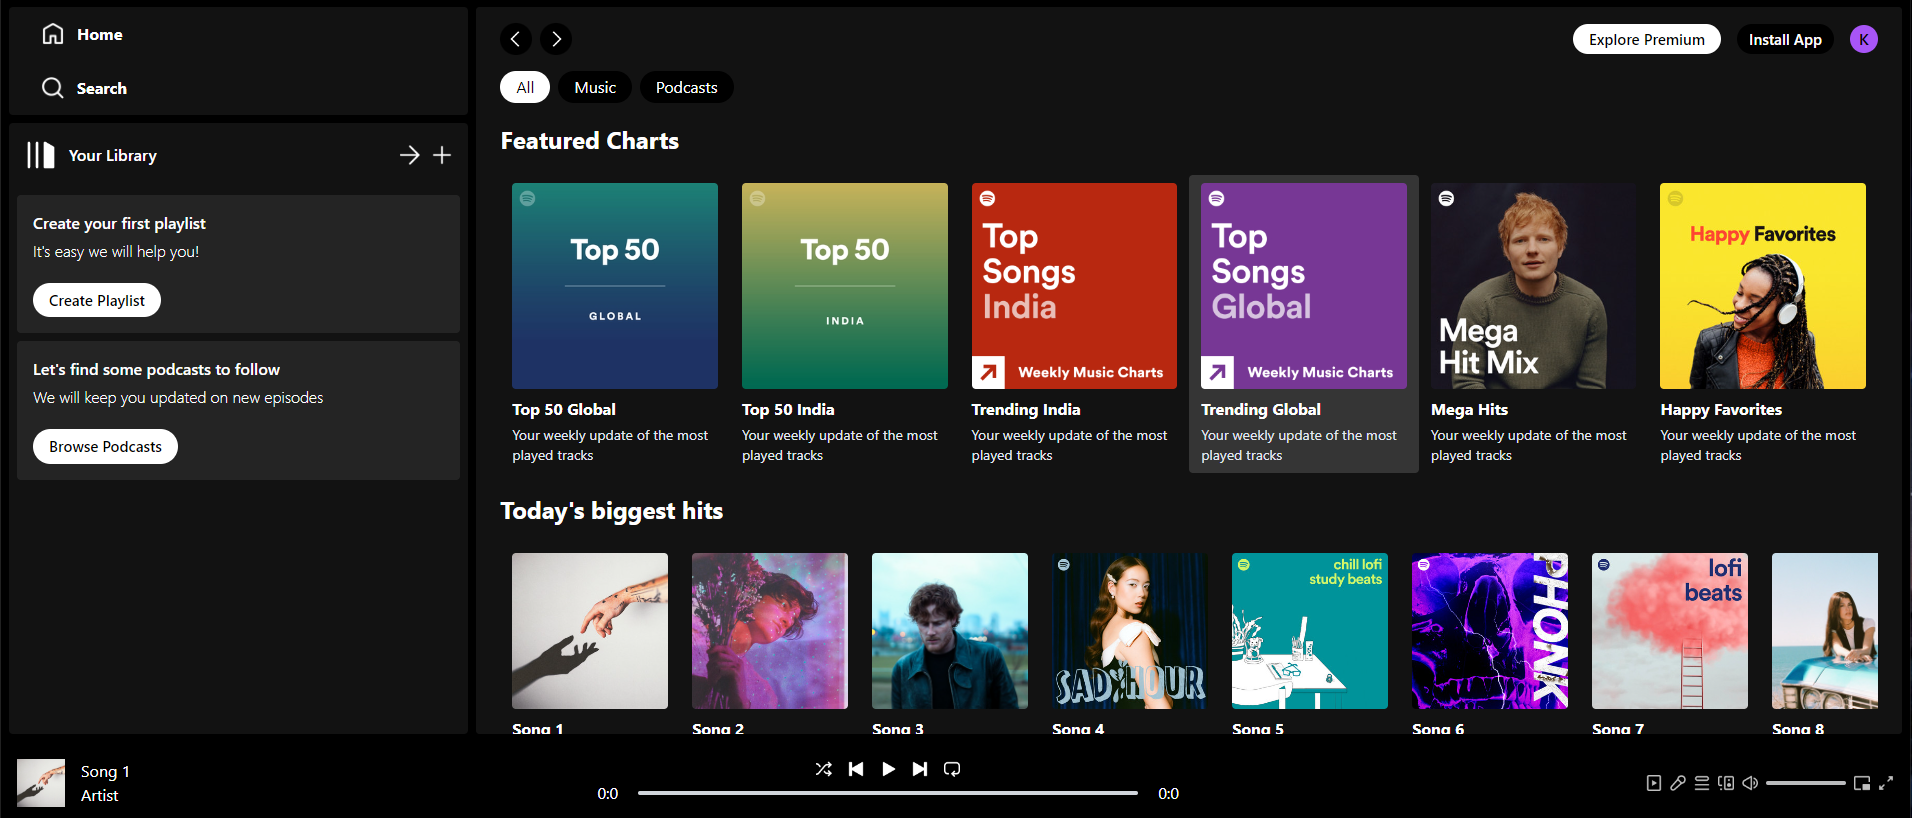 Home
Search
Your Library
Create your first playlist
It's easy we will help you!
Create Playlist
Let's find some podcasts to follow
We will keep you updated on new episodes
Browse Podcasts
Explore Premium
Install App
K
All
Music
Podcasts
Featured Charts
Top 50
GLOBAL
Top 50 Global
Your weekly update of the most
played tracks
Top 50
INDIA
Top 50 India
Your weekly update of the most
played tracks
Top
Songs
India
Weekly Music Charts
Trending India
Your weekly update of the most
played tracks
Top
Songs
Global
Weekly Music Charts
Trending Global
Your weekly update of the most
played tracks
Mega
Hit Mix
Mega Hits
Your weekly update of the most
played tracks
Happy Favorites
Happy Favorites
Your weekly update of the most
played tracks
Today's biggest hits
Song 1
Song 2
Song 3
SAD HOUR
Song 4
chill lofi
study beats
Song 5
PHONK
Song 6
lofi
beats
Song 7
Song 8
Song 1
Artist
0:0
0:0